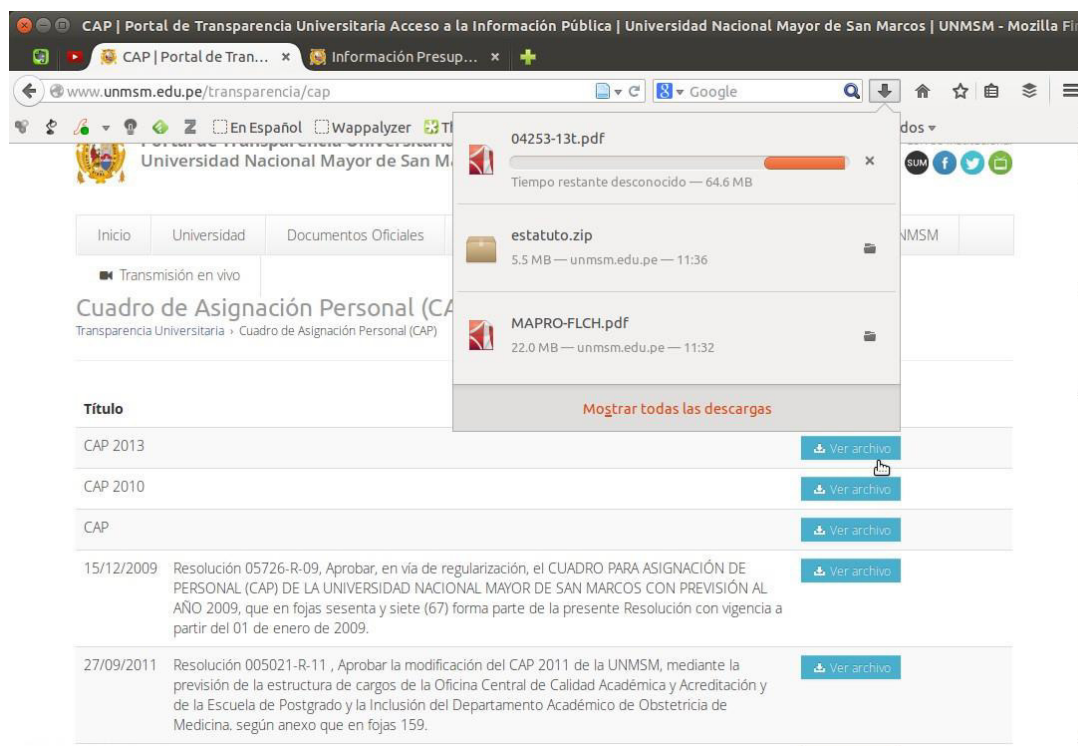 CAP | Portal de Transparencia Universitaria Acceso a la Información Pública | Universidad Nacional Mayor de San Marcos | UNMSM - Mozilla Fi
CAP | Portal de Tran... ×
Información Presup... ×
www.unmsm.edu.pe/transparencia/cap
Google
En Español
Wappalyzer
dos
Universidad Nacional Mayor de San M
SUM
04253-13t.pdf
Tiempo restante desconocido — 64.6 MB
estatuto.zip
5.5 MB — unmsm.edu.pe — 11:36
MAPRO-FLCH.pdf
22.0 MB — unmsm.edu.pe — 11:32
Mostrar todas las descargas
Inicio Universidad Documentos Oficiales NMSM
Transmisión en vivo
Cuadro de Asignación Personal (CA
Transparencia Universitaria › Cuadro de Asignación Personal (CAP)
Título
CAP 2013 Ver archivo
CAP 2010 Ver archivo
CAP Ver archivo
15/12/2009 Resolución 05726-R-09, Aprobar, en vía de regularización, el CUADRO PARA ASIGNACIÓN DE Ver archivo
PERSONAL (CAP) DE LA UNIVERSIDAD NACIONAL MAYOR DE SAN MARCOS CON PREVISIÓN AL
AÑO 2009, que en fojas sesenta y siete (67) forma parte de la presente Resolución con vigencia a
partir del 01 de enero de 2009.
27/09/2011 Resolución 005021-R-11 , Aprobar la modificación del CAP 2011 de la UNMSM, mediante la Ver archivo
previsión de la estructura de cargos de la Oficina Central de Calidad Académica y Acreditación y
de la Escuela de Postgrado y la Inclusión del Departamento Académico de Obstetricia de
Medicina. según anexo que en fojas 159.